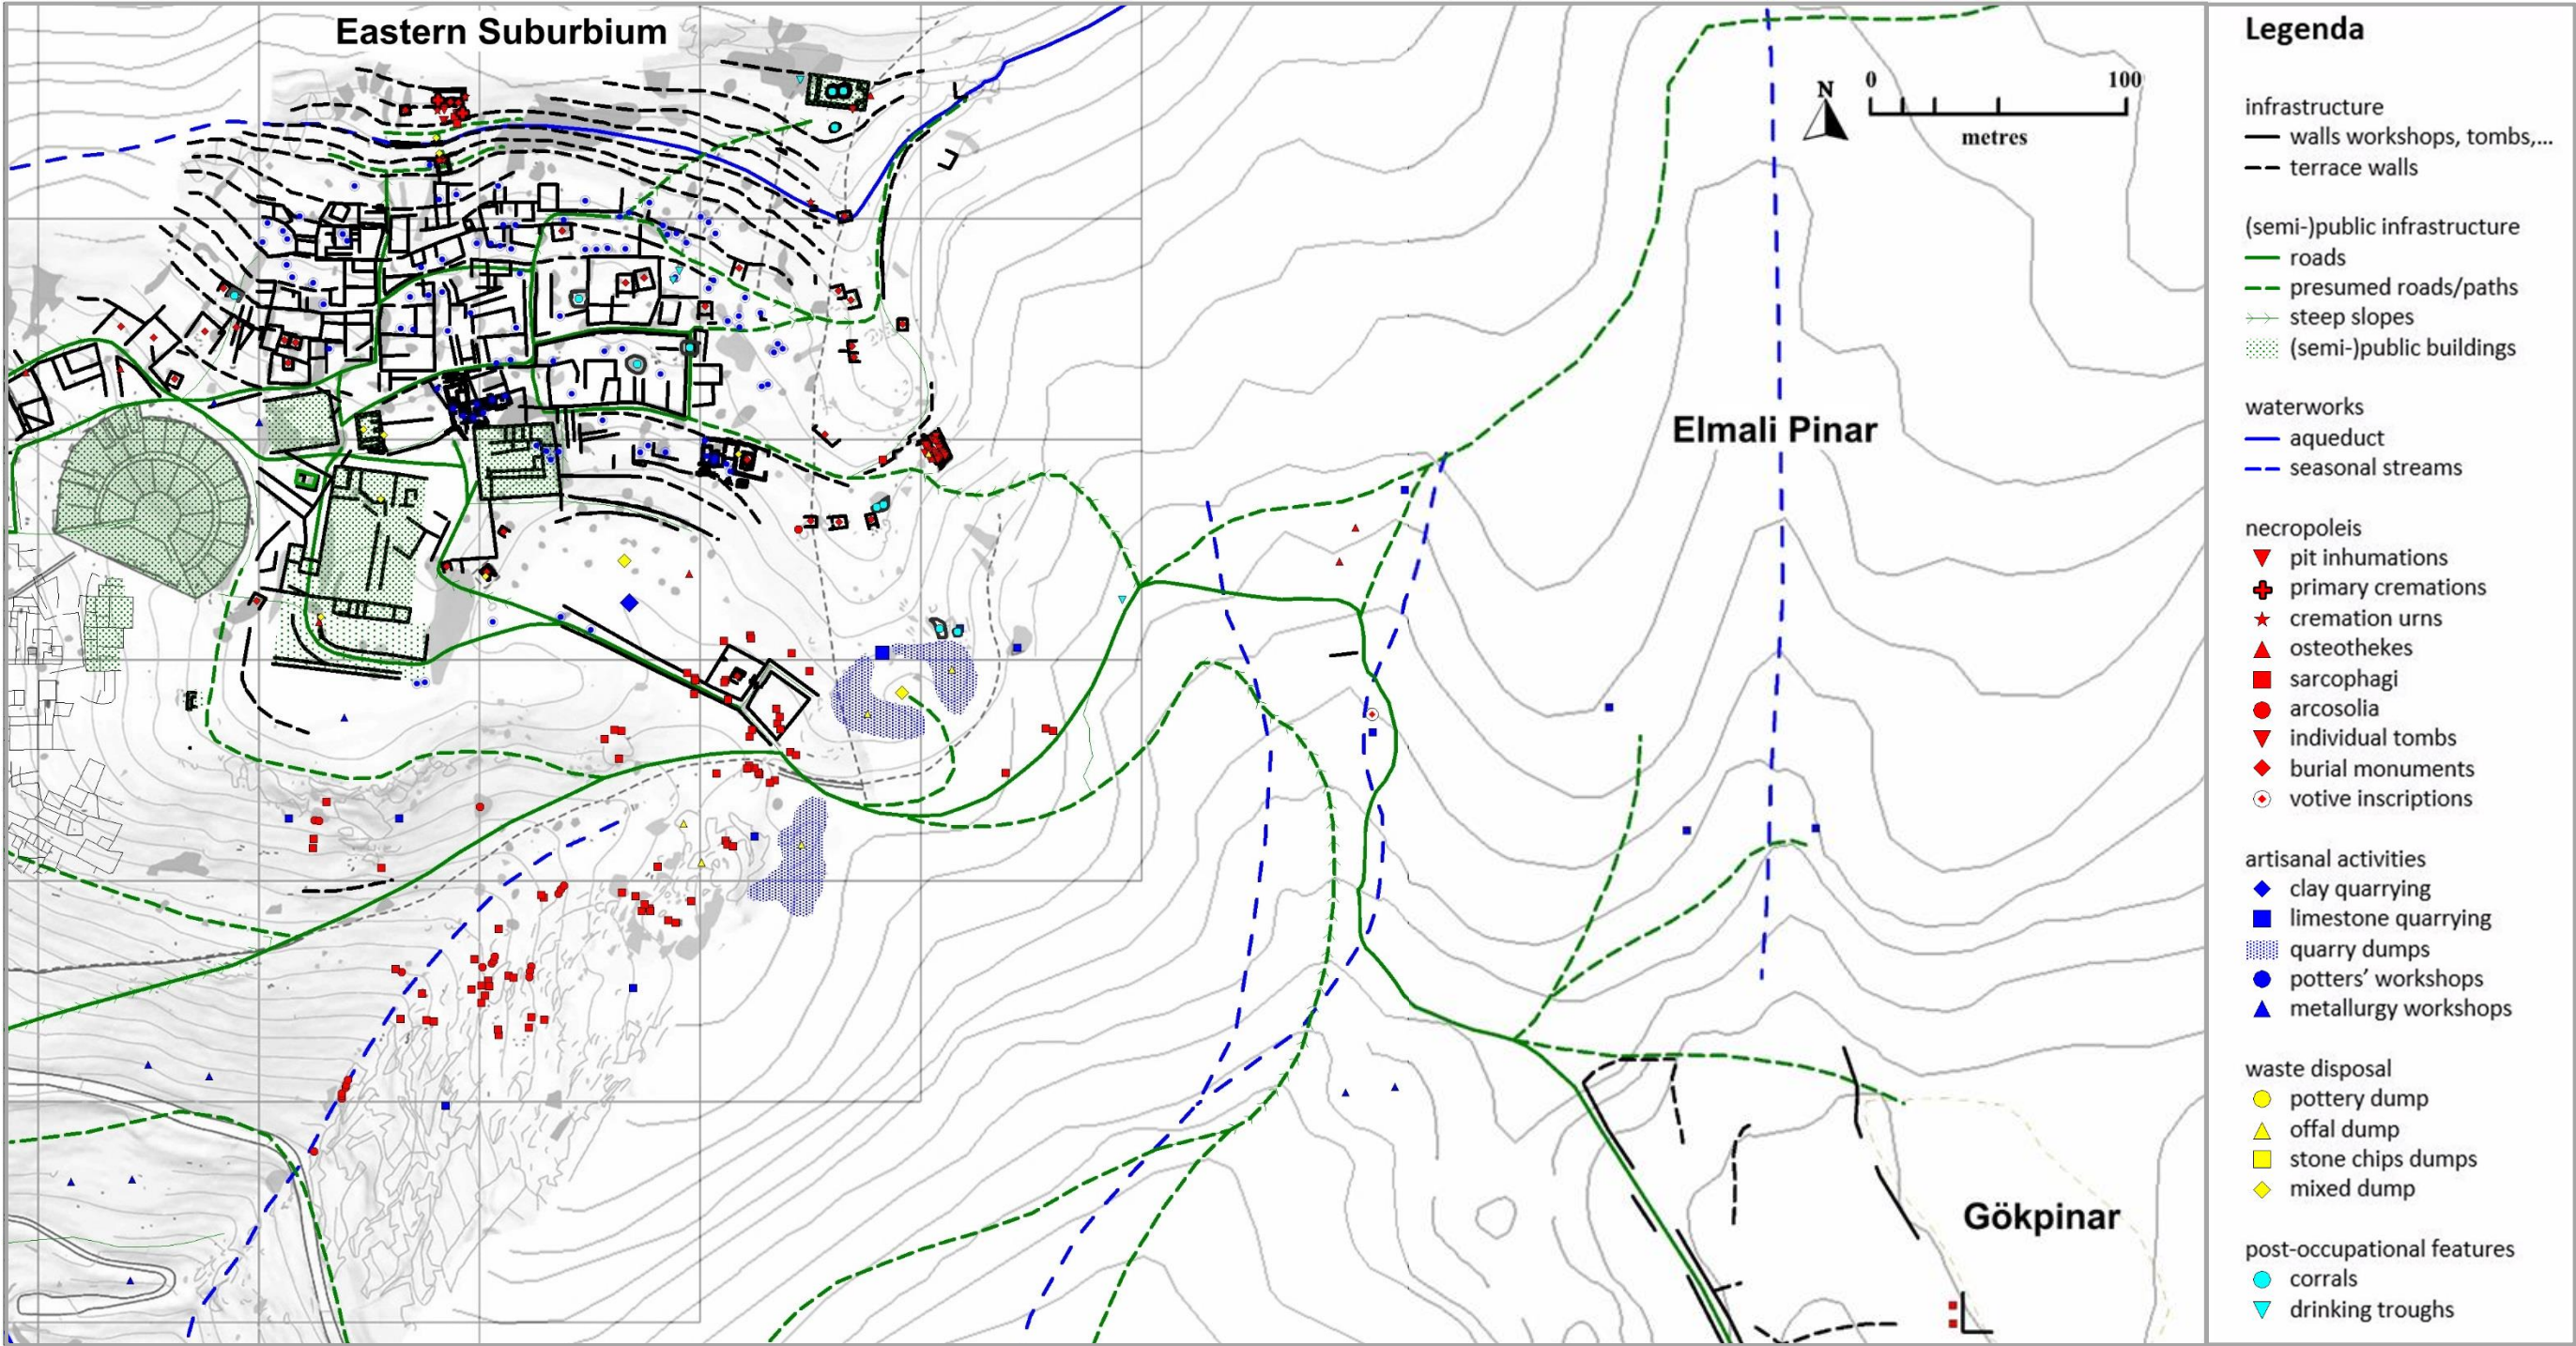 Eastern Suburbium
N
0 100
metres
Elmali Pinar
Gökpinar
Legenda
infrastructure
walls workshops, tombs,...
terrace walls
(semi-)public infrastructure
roads
presumed roads/paths
steep slopes
(semi-)public buildings
waterworks
aqueduct
seasonal streams
necropoleis
pit inhumations
primary cremations
cremation urns
osteothekes
sarcophagi
arcosolia
individual tombs
burial monuments
votive inscriptions
artisanal activities
clay quarrying
limestone quarrying
quarry dumps
potters’ workshops
metallurgy workshops
waste disposal
pottery dump
offal dump
stone chips dumps
mixed dump
post-occupational features
corrals
drinking troughs